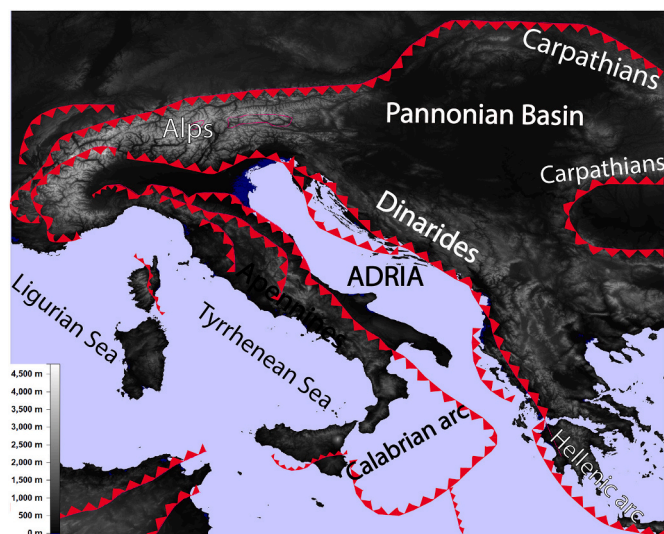 Carpathians
Pannonian Basin
Alps
Carpathians
Dinarides
ADRIA
Apennines
Ligurian Sea
Tyrrhenean Sea
Calabrian arc
Hellenic arc
4,500 m
4,000 m
3,500 m
3,000 m
2,500 m
2,000 m
1,500 m
1,000 m
500 m
0 m